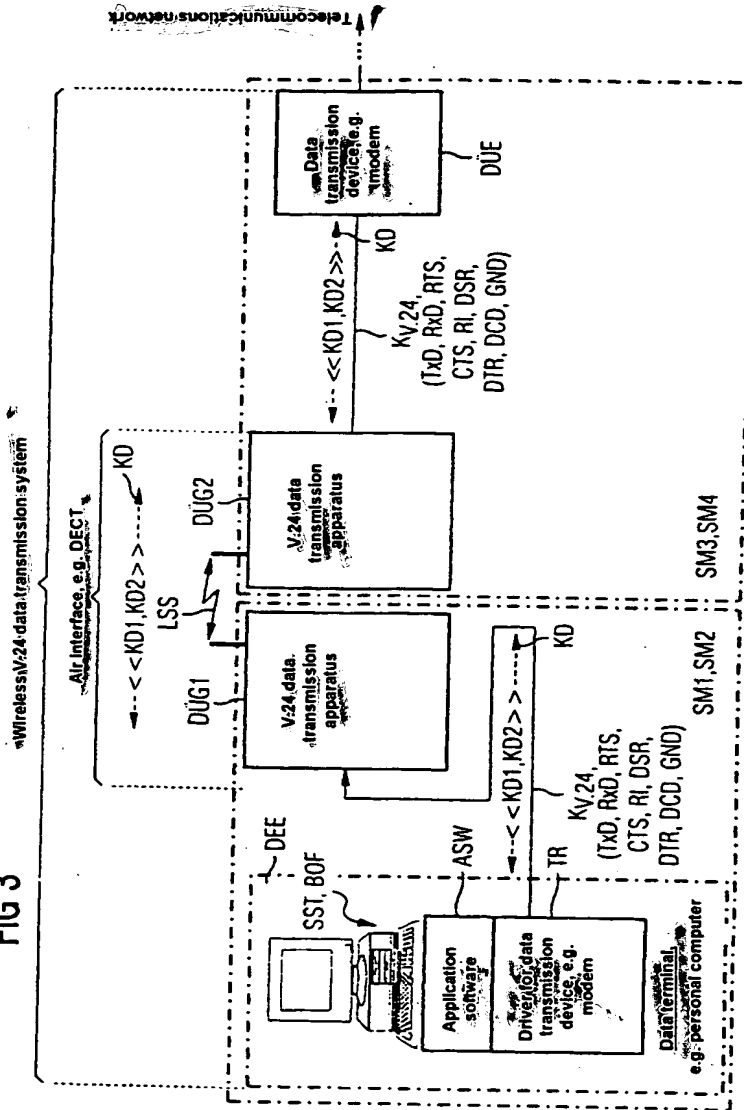 FIG 3
Wireless V.24 data transmission system
Air interface, e.g. DECT
KD
--- < <KD1,KD2> > ---
LSS
DÜG1
V.24 data
transmission
apparatus
DÜG2
V.24 data
transmission
apparatus
DEE
SST, BOF
ASW
Application
software
Driver for data
transmission
device, e.g.
modem
TR
Data terminal,
e.g. personal computer
--- < <KD1,KD2> > ---
KD
KV.24,
(TxD, RxD, RTS,
CTS, RI, DSR,
DTR, DCD, GND)
SM1,SM2
--- <<KD1,KD2>> ---
KD
KV.24,
(TxD, RxD, RTS,
CTS, RI, DSR,
DTR, DCD, GND)
SM3,SM4
Data
transmission
device, e.g.
modem
DÜE
Telecommunications network